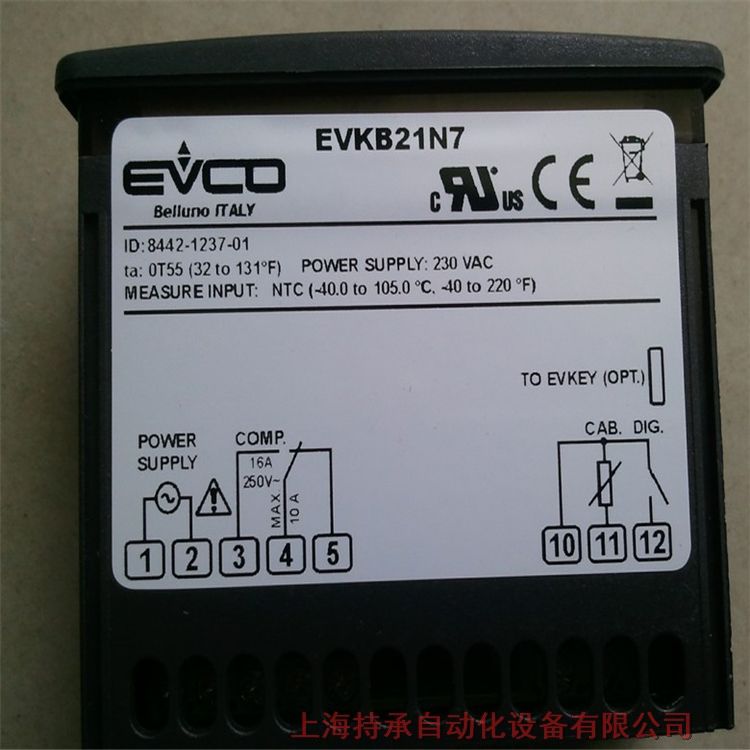 EVKB21N7
EVCO
Belluno ITALY
C RU US CE
ID: 8442-1237-01
ta: 0T55 (32 to 131°F) POWER SUPPLY: 230 VAC
MEASURE INPUT: NTC (-40.0 to 105.0 °C, -40 to 220 °F)
TO EVKEY (OPT.)
POWER SUPPLY
COMP.
16A
250V~
MAX. 10 A
CAB. DIG.
1 2 3 4 5 10 11 12
上海持承自动化设备有限公司